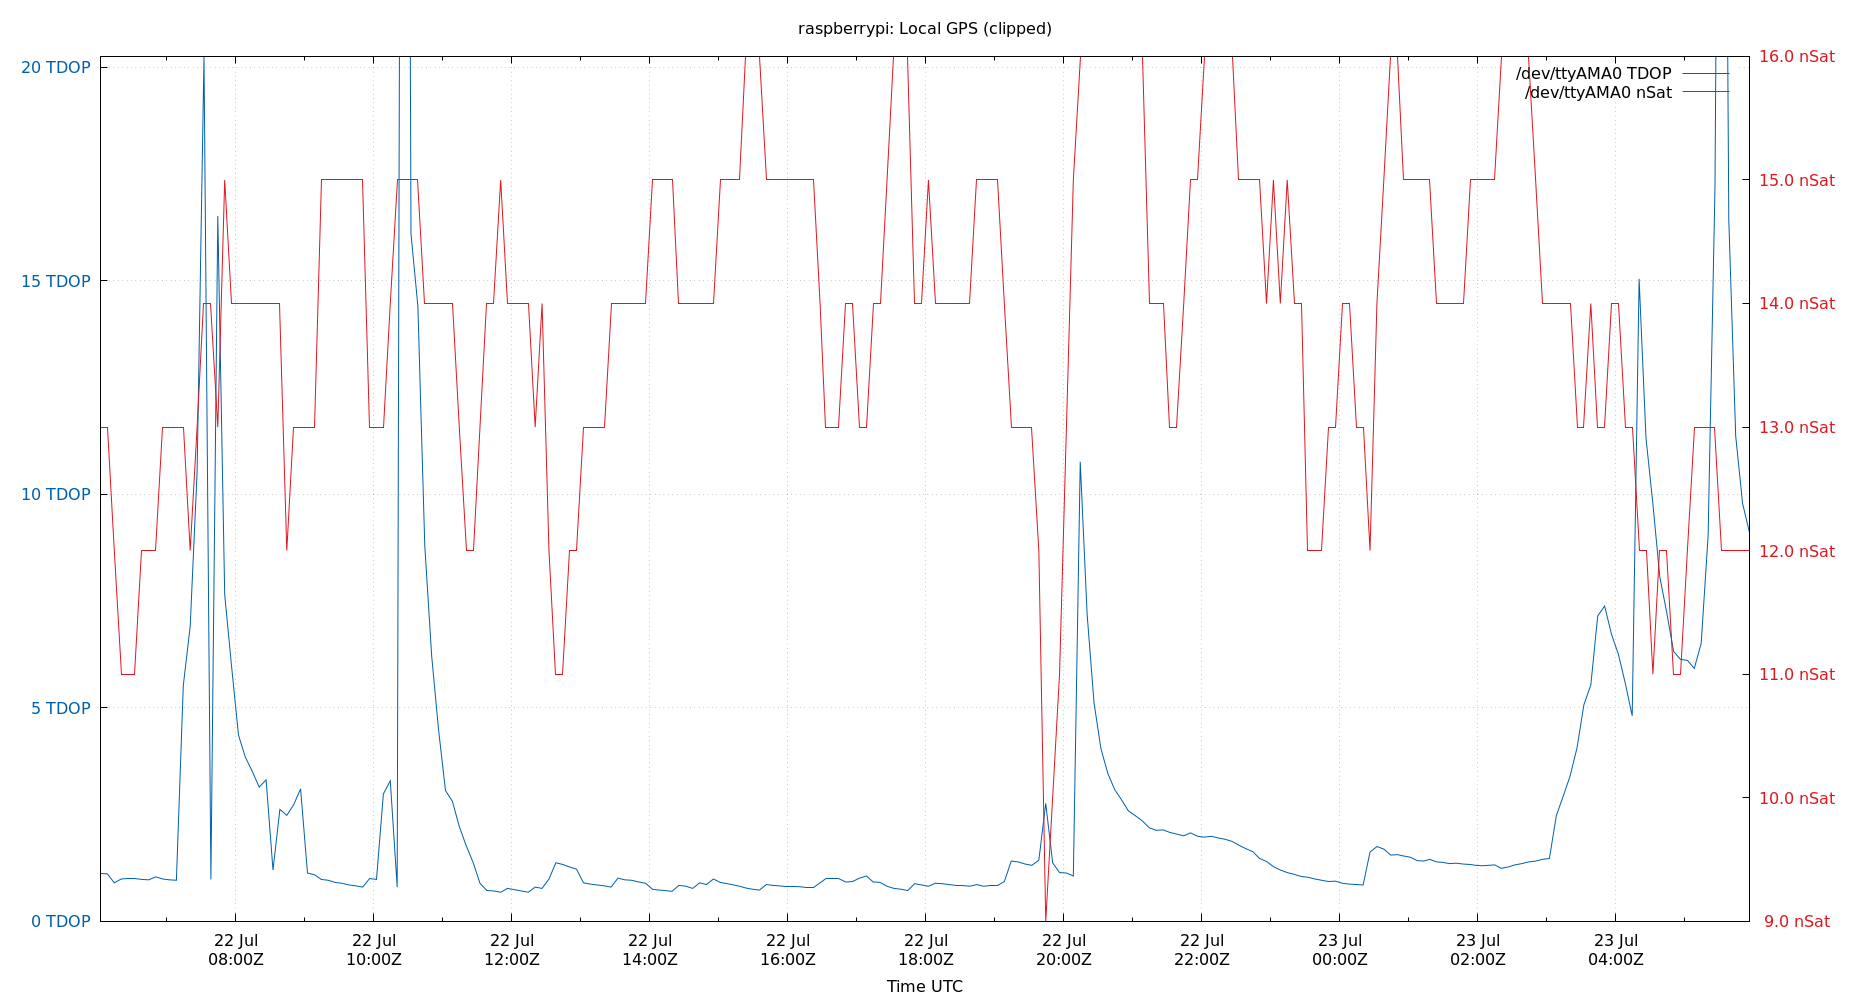 raspberrypi: Local GPS (clipped)
20 TDOP
15 TDOP
10 TDOP
5 TDOP
0 TDOP
/dev/ttyAMA0 TDOP
/dev/ttyAMA0 nSat
16.0 nSat
15.0 nSat
14.0 nSat
13.0 nSat
12.0 nSat
11.0 nSat
10.0 nSat
9.0 nSat
22 Jul 22 Jul 22 Jul 22 Jul 22 Jul 22 Jul 22 Jul 22 Jul 23 Jul 23 Jul 23 Jul
08:00Z 10:00Z 12:00Z 14:00Z 16:00Z 18:00Z 20:00Z 22:00Z 00:00Z 02:00Z 04:00Z
Time UTC